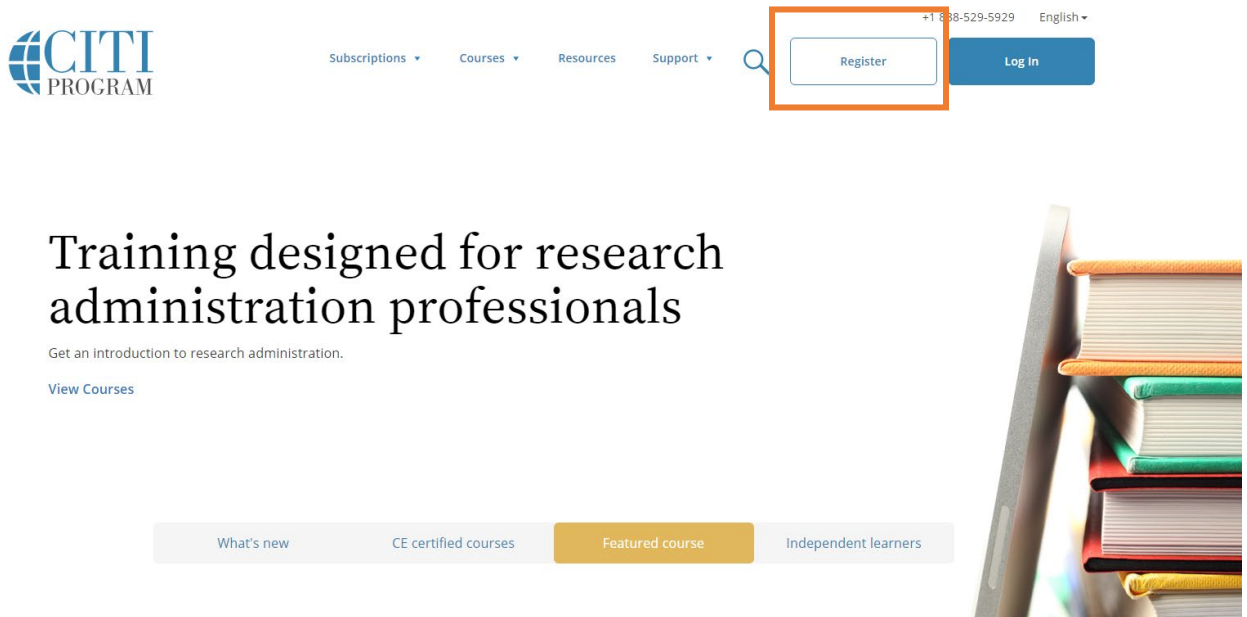 +1 888-529-5929 English
CITI
PROGRAM
Subscriptions
Courses
Resources
Support
Register
Log In
Training designed for research
administration professionals
Get an introduction to research administration.
View Courses
What's new
CE certified courses
Featured course
Independent learners